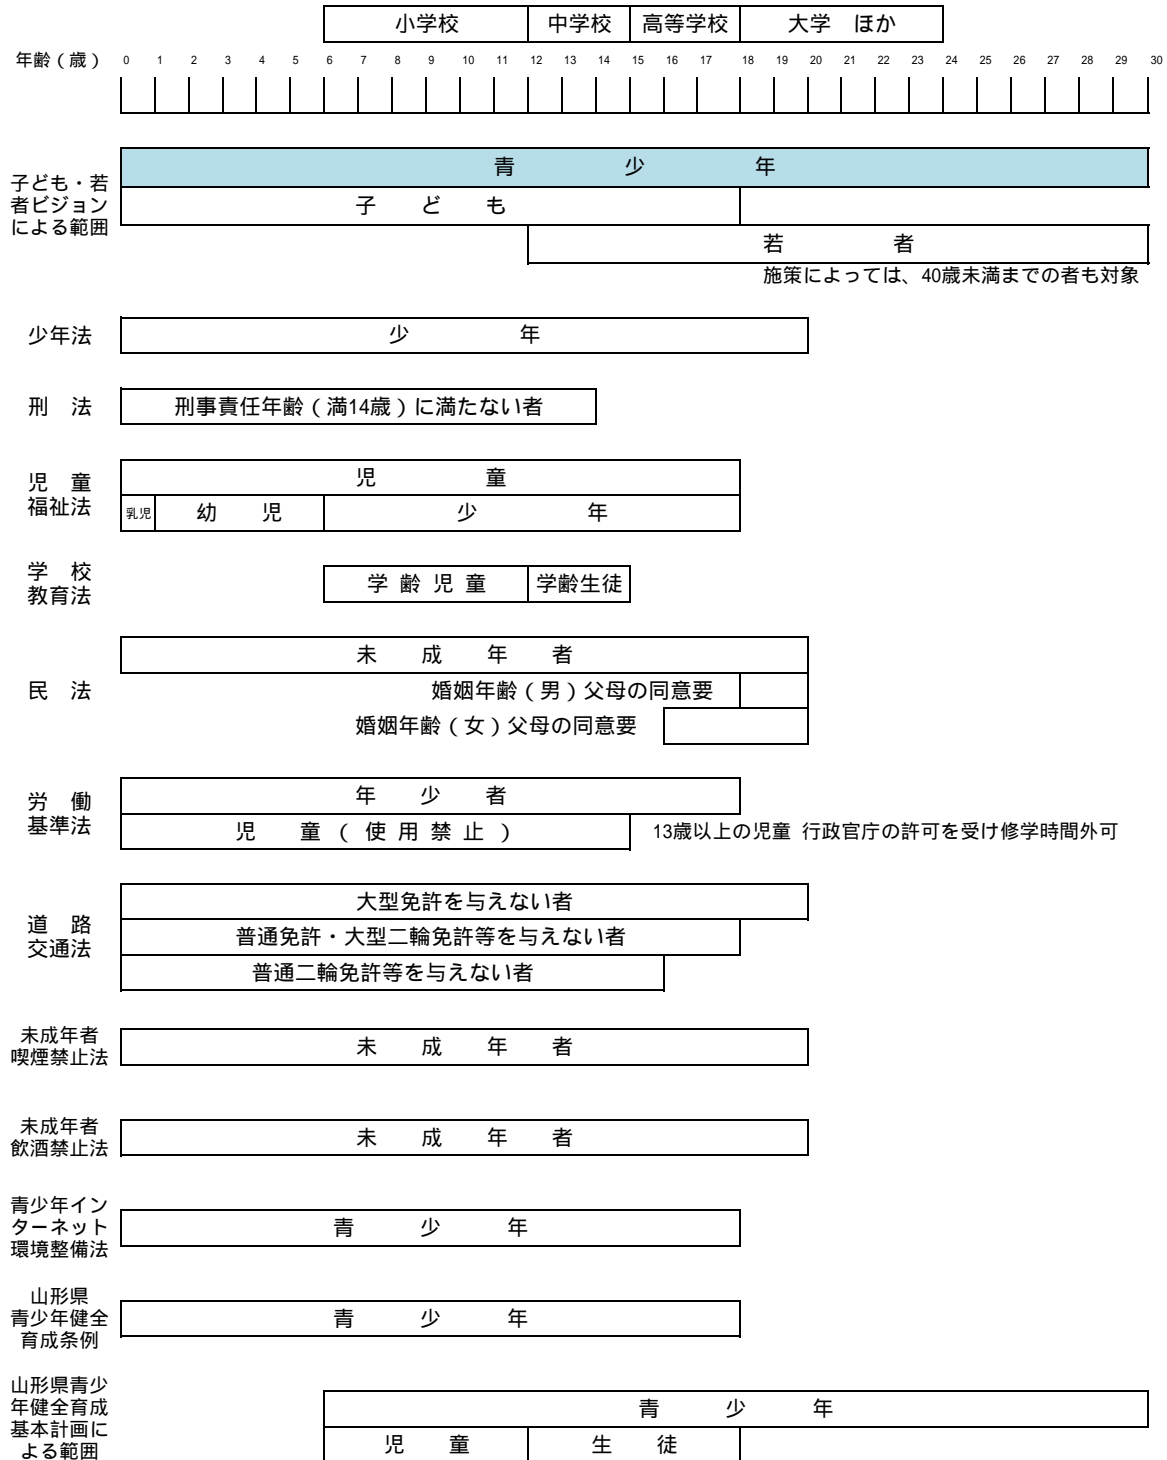 小学校 中学校 高等学校 大学 ほか
年齢（歳） 0 1 2 3 4 5 6 7 8 9 10 11 12 13 14 15 16 17 18 19 20 21 22 23 24 25 26 27 28 29 30
子ども・若
者ビジョン
による範囲
青少年
子ども
若者
施策によっては、40歳未満までの者も対象
少年法
少年
刑法
刑事責任年齢（満14歳）に満たない者
児童
福祉法
児童
乳児 幼児 少年
学校
教育法
学齢児童 学齢生徒
民法
未成年者
婚姻年齢（男）父母の同意要
婚姻年齢（女）父母の同意要
労働
基準法
年少者
児童（使用禁止） 13歳以上の児童 行政官庁の許可を受け修学時間外可
道路
交通法
大型免許を与えない者
普通免許・大型二輪免許等を与えない者
普通二輪免許等を与えない者
未成年者
喫煙禁止法
未成年者
未成年者
飲酒禁止法
未成年者
青少年イン
ターネット
環境整備法
青少年
山形県
青少年健全
育成条例
青少年
山形県青少
年健全育成
基本計画に
よる範囲
青少年
児童 生徒